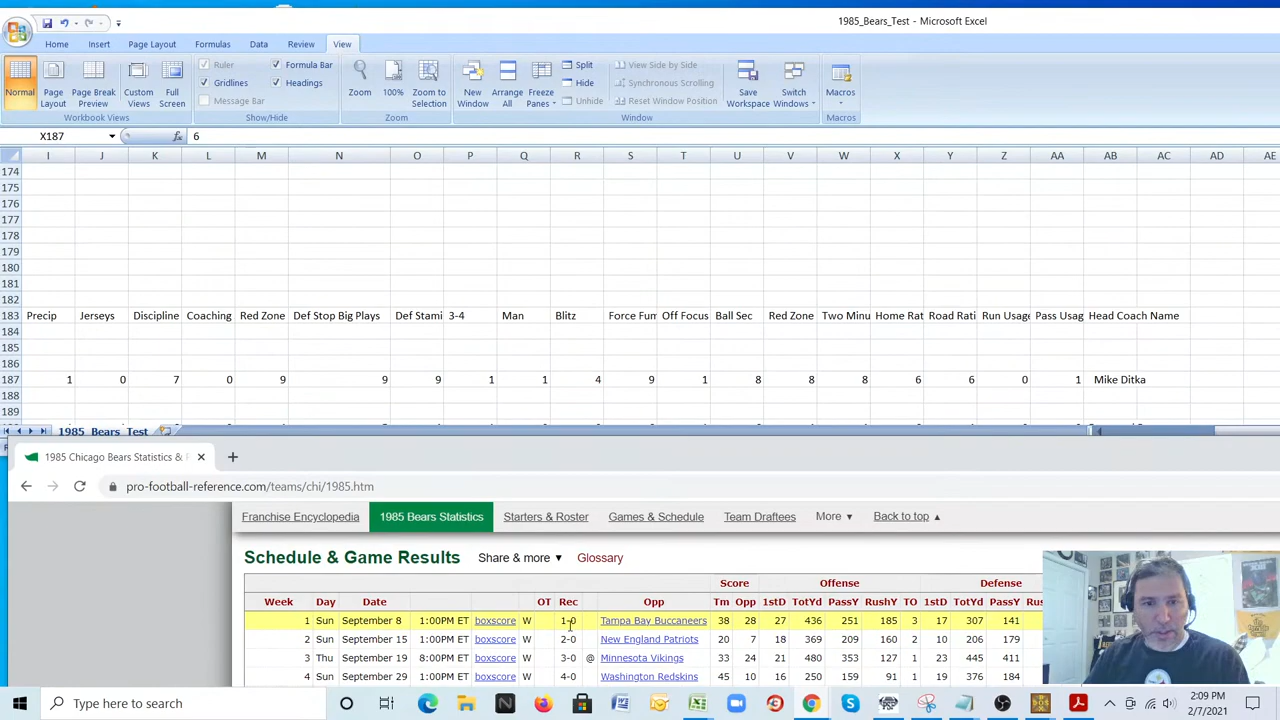 1985_Bears_Test - Microsoft Excel
Home Insert Page Layout Formulas Data Review View
Normal Page Layout Page Break Preview Custom Views Full Screen
Ruler Formula Bar
Gridlines Headings
Message Bar
Zoom 100% Zoom to Selection
New Window Arrange All Freeze Panes
Split
Hide
Unhide
View Side by Side
Synchronous Scrolling
Reset Window Position
Save Workspace Switch Windows Macros
Workbook Views Show/Hide Zoom Window Macros
X187 fx 6
I J K L M N O P Q R S T U V W X Y Z AA AB AC AD AE
174
175
176
177
178
179
180
181
182
183 Precip Jerseys Discipline Coaching Red Zone Def Stop Big Plays Def Stami 3-4 Man Blitz Force Fum Off Focus Ball Sec Red Zone Two Minu Home Rat Road Rati Run Usage Pass Usag Head Coach Name
184
185
186
187 1 0 7 0 9 9 9 1 1 4 9 1 8 8 8 6 6 0 1 Mike Ditka
188
189
1985_Bears_Test
1985 Chicago Bears Statistics &
pro-football-reference.com/teams/chi/1985.htm
Franchise Encyclopedia 1985 Bears Statistics Starters & Roster Games & Schedule Team Draftees More ▼ Back to top ▲
Schedule & Game Results Share & more ▼ Glossary
Score Offense Defense
Week Day Date OT Rec Opp Tm Opp 1stD TotYd PassY RushY TO 1stD TotYd PassY
1 Sun September 8 1:00PM ET boxscore W 1-0 Tampa Bay Buccaneers 38 28 27 436 251 185 3 17 307 141
2 Sun September 15 1:00PM ET boxscore W 2-0 New England Patriots 20 7 18 369 209 160 2 10 206 179
3 Thu September 19 8:00PM ET boxscore W 3-0 @ Minnesota Vikings 33 24 21 480 353 127 1 23 445 411
4 Sun September 29 1:00PM ET boxscore W 4-0 Washington Redskins 45 10 16 250 159 91 1 24 376 184
Type here to search
2:09 PM
2/7/2021